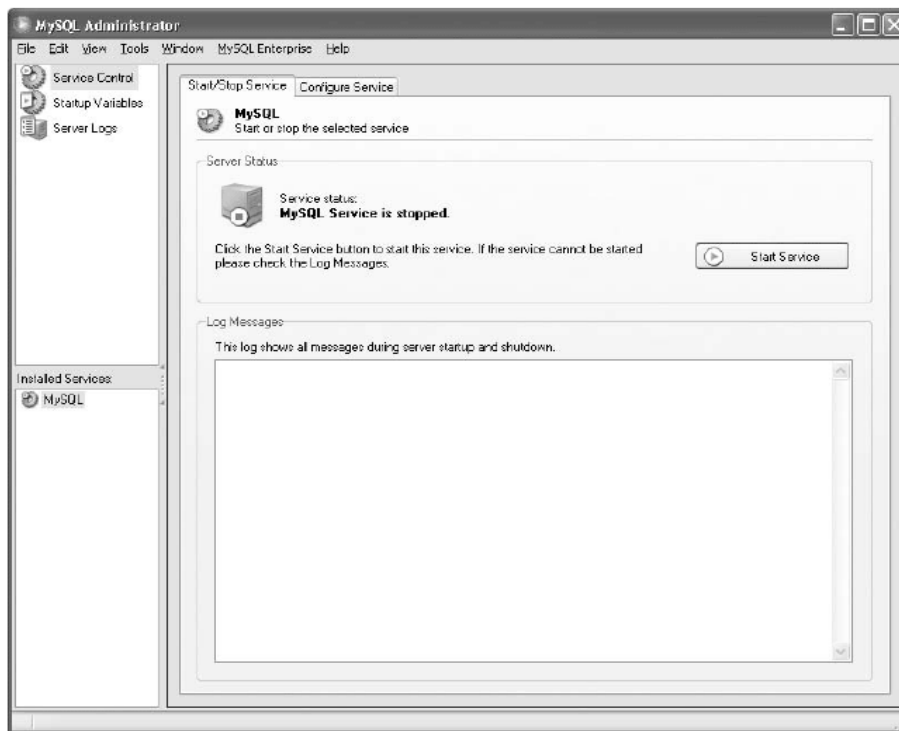 MySQL Administrator
File Edit View Tools Window MySQL Enterprise Help
Service Control
Startup Variables
Server Logs
Installed Services:
MySQL
Start/Stop Service Configure Service
MySQL
Start or stop the selected service
Server Status
Service status:
MySQL Service is stopped.
Click the Start Service button to start this service. If the service cannot be started
please check the Log Messages.
Start Service
Log Messages
This log shows all messages during server startup and shutdown.